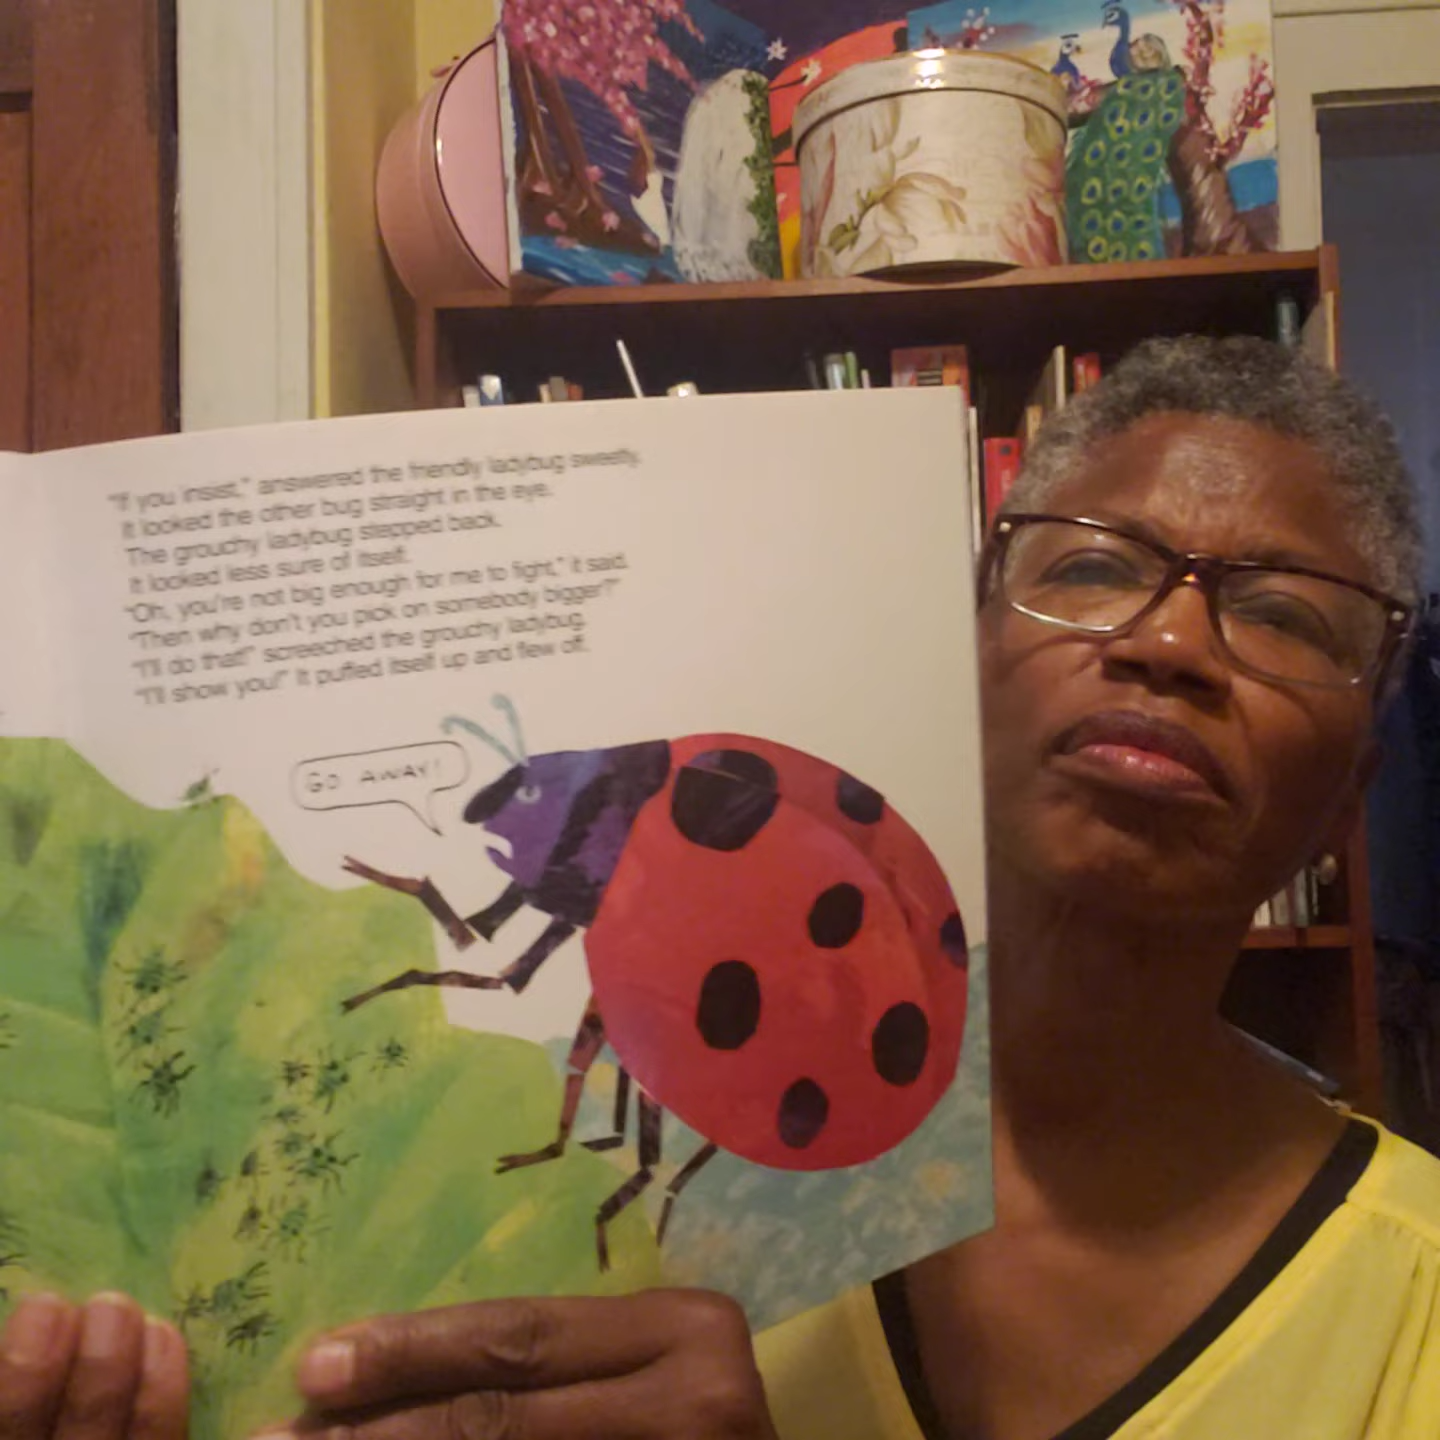 "If you insist," answered the friendly ladybug sweetly.
It looked the other bug straight in the eye.
The grouchy ladybug stepped back.
It looked less sure of itself.
"Oh, you're not big enough for me to fight," it said.
"Then why don't you pick on somebody bigger?"
"I'll do that!" screeched the grouchy ladybug.
"I'll show you!" It puffed itself up and flew off.
GO AWAY!